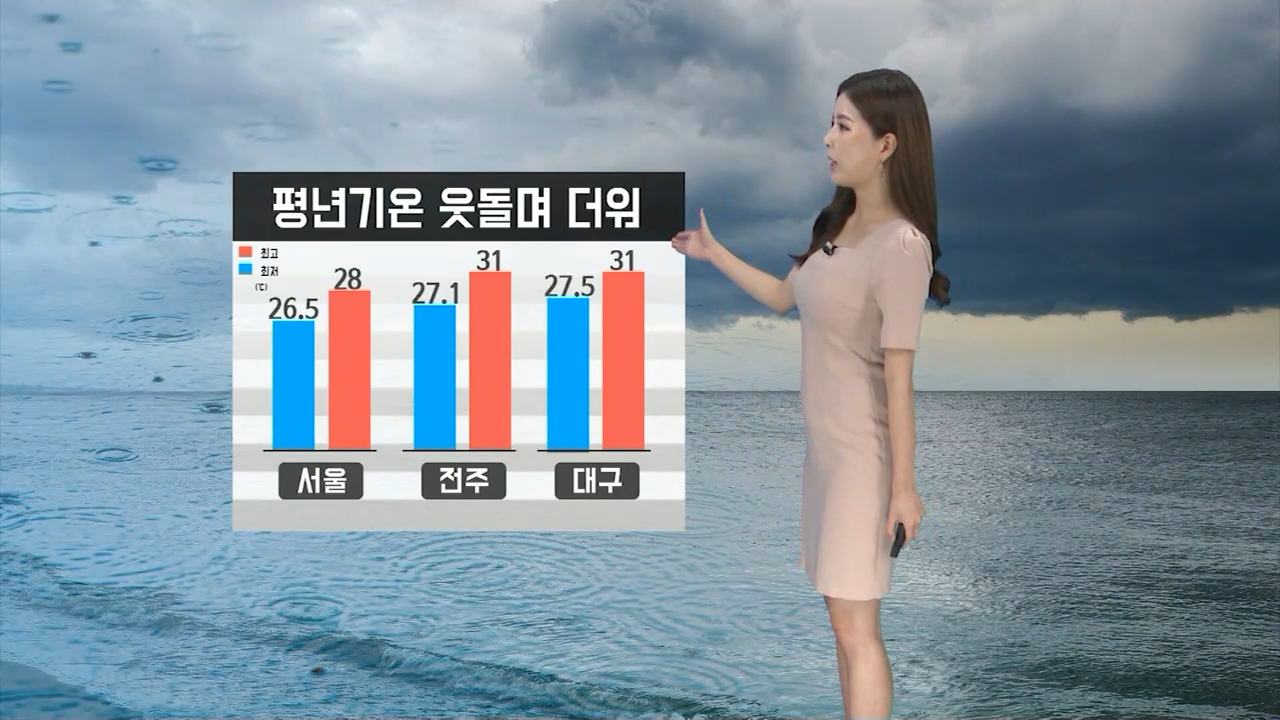 평년기온 웃돌며 더워
최고
최저
(℃)
26.5 28 27.1 31 27.5 31
서울 전주 대구